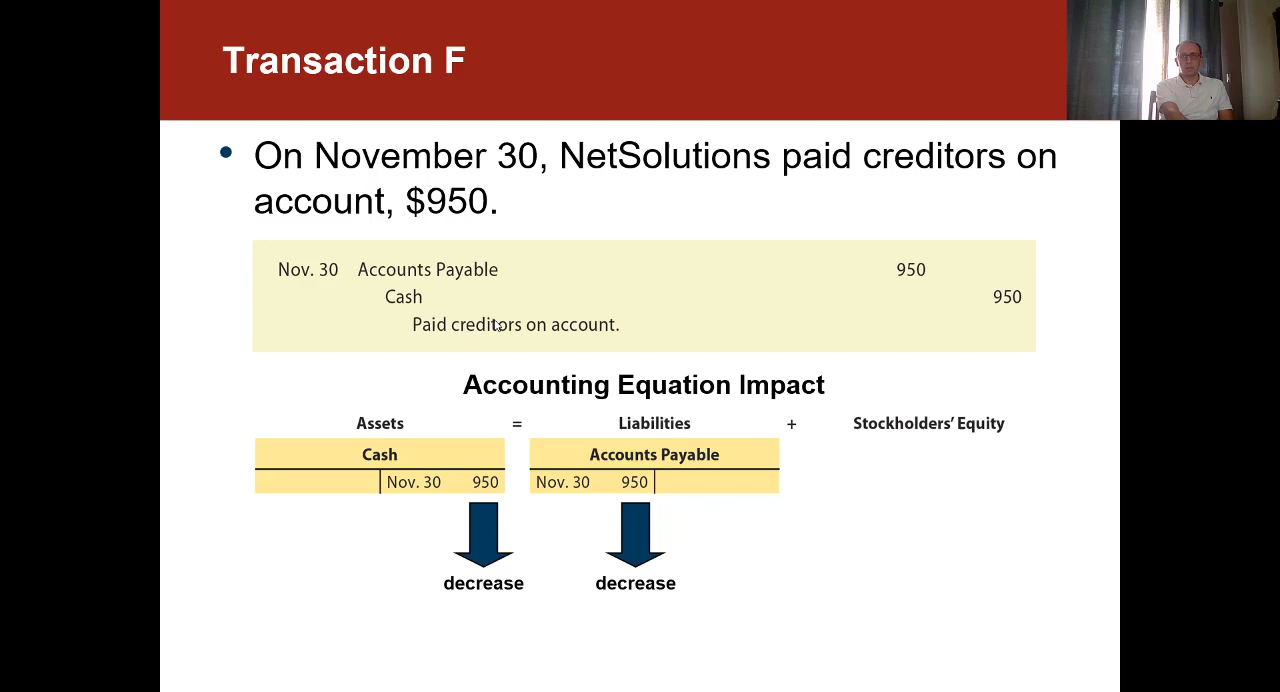 Transaction F
• On November 30, NetSolutions paid creditors on
account, $950.
Nov. 30 Accounts Payable 950
Cash 950
Paid creditors on account.
Accounting Equation Impact
Assets = Liabilities + Stockholders’ Equity
Cash Accounts Payable
Nov. 30 950 Nov. 30 950
decrease decrease